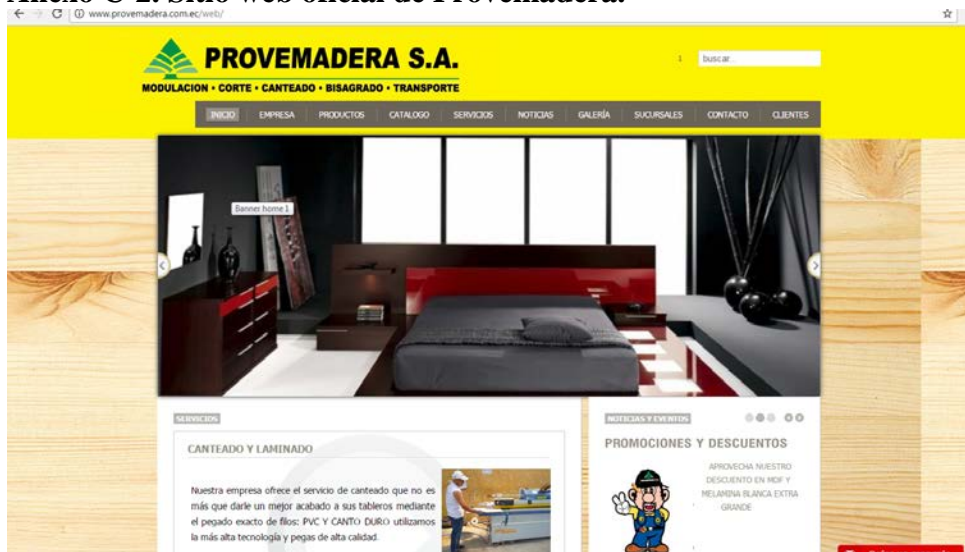 Anexo C 2. Sitio web oficial de Provemadera.
www.provemadera.com.ec/web/
PROVEMADERA S.A.
MODULACION • CORTE • CANTEADO • BISAGRADO • TRANSPORTE
1
buscar...
INICIO EMPRESA PRODUCTOS CATALOGO SERVICIOS NOTICIAS GALERÍA SUCURSALES CONTACTO CLIENTES
Banner home 1
SERVICIOS
CANTEADO Y LAMINADO
Nuestra empresa ofrece el servicio de canteado que no es
más que darle un mejor acabado a sus tableros mediante
el pegado exacto de filos: PVC Y CANTO DURO utilizamos
la más alta tecnología y pegas de alta calidad.
NOTICIAS Y EVENTOS
PROMOCIONES Y DESCUENTOS
APROVECHA NUESTRO
DESCUENTO EN MDF Y
MELAMINA BLANCA EXTRA
GRANDE